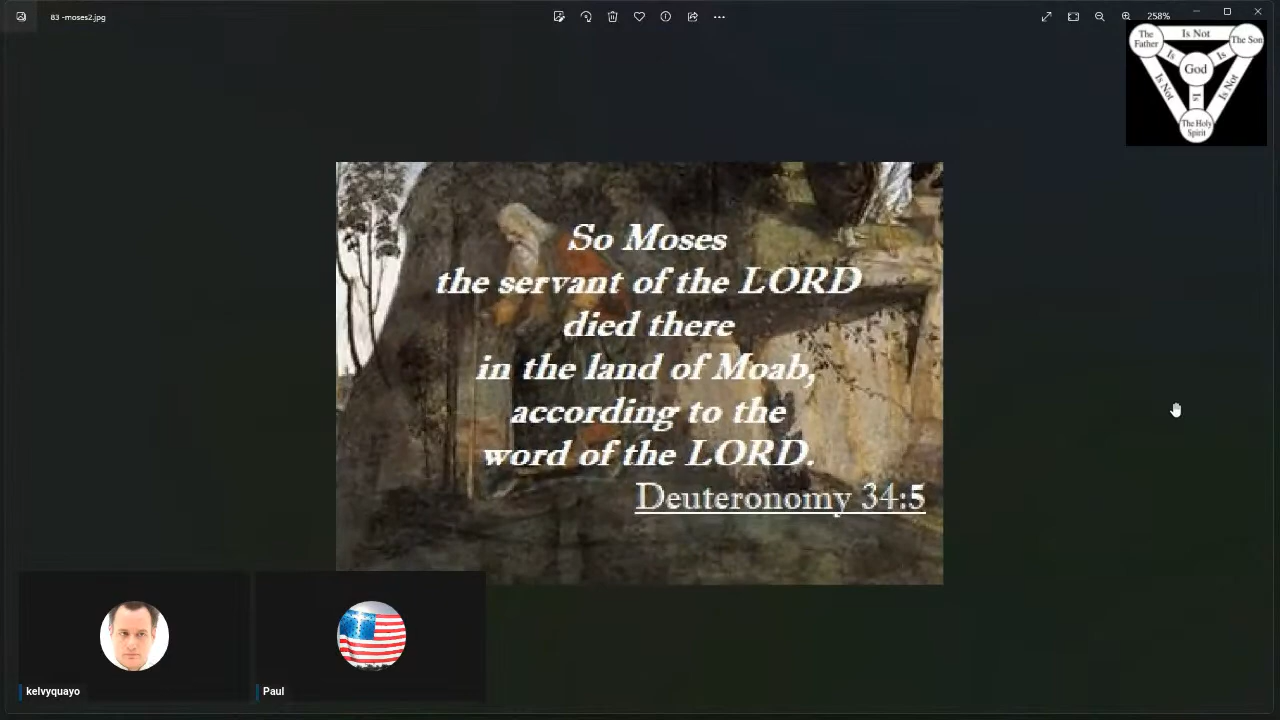 83 -moses2.jpg
258%
The Father
Is Not
The Son
Is
Is
God
Is Not
Is
Is Not
The Holy Spirit
So Moses
the servant of the LORD
died there
in the land of Moab,
according to the
word of the LORD.
Deuteronomy 34:5
kelvyquayo
Paul